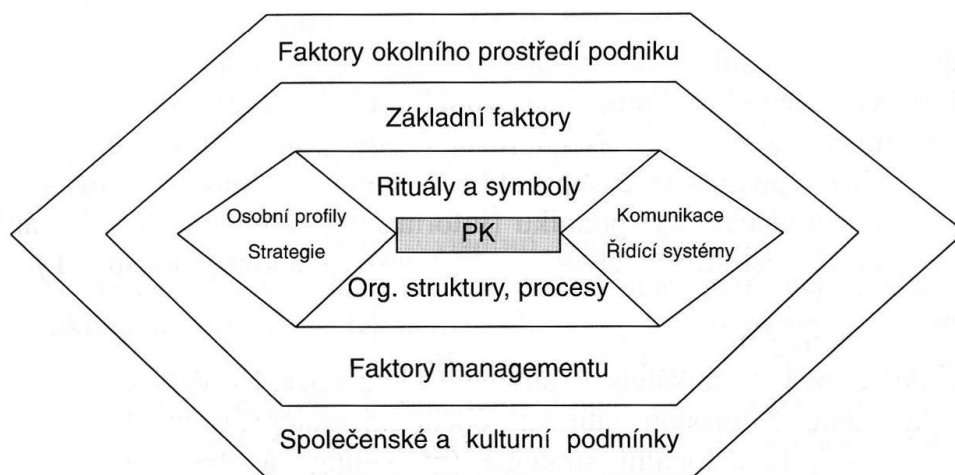 Faktory okolního prostředí podniku
Základní faktory
Rituály a symboly
Osobní profily
Strategie
PK
Komunikace
Řídící systémy
Org. struktury, procesy
Faktory managementu
Společenské a kulturní podmínky